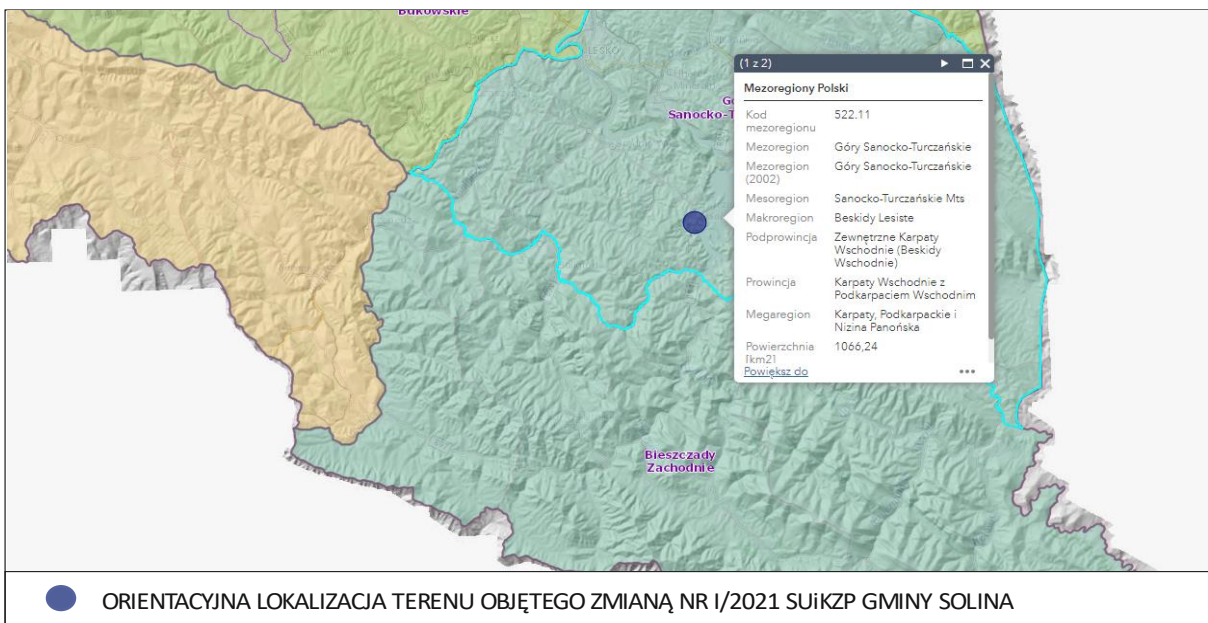 Bukowskie
LESKO
Sanocko-T
(1 z 2)
Mezoregiony Polski
Kod mezoregionu
522.11
Mezoregion
Góry Sanocko-Turczańskie
Mezoregion (2002)
Góry Sanocko-Turczańskie
Mesoregion
Sanocko-Turczańskie Mts
Makroregion
Beskidy Lesiste
Podprowincja
Zewnętrzne Karpaty
Wschodnie (Beskidy
Wschodnie)
Prowincja
Karpaty Wschodnie z
Podkarpaciem Wschodnim
Megaregion
Karpaty, Podkarpackie i
Nizina Panońska
Powierzchnia [km2]
1066,24
Powiększ do
Bieszczady
Zachodnie
ORIENTACYJNA LOKALIZACJA TERENU OBJĘTEGO ZMIANĄ NR I/2021 SUiKZP GMINY SOLINA